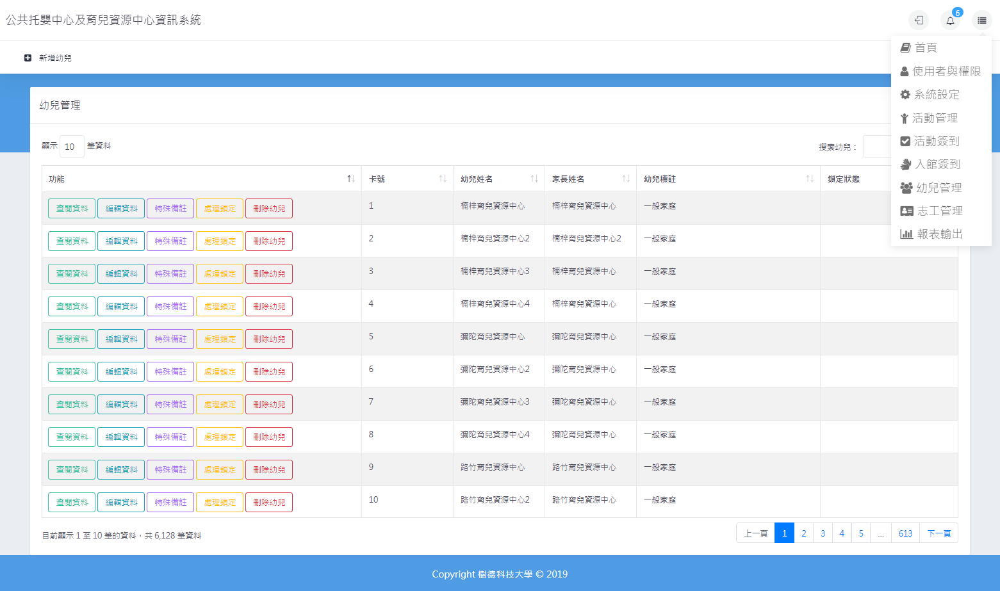 公共托嬰中心及育兒資源中心資訊系統
6
新增幼兒
首頁
使用者與權限
系統設定
活動管理
活動簽到
入館簽到
幼兒管理
志工管理
報表輸出
幼兒管理
顯示 10 筆資料
搜索幼兒：
功能 卡號 幼兒姓名 家長姓名 幼兒標註 鎖定狀態
查閱資料 編輯資料 特殊備註 處理鎖定 刪除幼兒 1 楠梓育兒資源中心 楠梓育兒資源中心 一般家庭
查閱資料 編輯資料 特殊備註 處理鎖定 刪除幼兒 2 楠梓育兒資源中心2 楠梓育兒資源中心2 一般家庭
查閱資料 編輯資料 特殊備註 處理鎖定 刪除幼兒 3 楠梓育兒資源中心3 楠梓育兒資源中心 一般家庭
查閱資料 編輯資料 特殊備註 處理鎖定 刪除幼兒 4 楠梓育兒資源中心4 楠梓育兒資源中心 一般家庭
查閱資料 編輯資料 特殊備註 處理鎖定 刪除幼兒 5 彌陀育兒資源中心 彌陀育兒資源中心 一般家庭
查閱資料 編輯資料 特殊備註 處理鎖定 刪除幼兒 6 彌陀育兒資源中心2 彌陀育兒資源中心 一般家庭
查閱資料 編輯資料 特殊備註 處理鎖定 刪除幼兒 7 彌陀育兒資源中心3 彌陀育兒資源中心 一般家庭
查閱資料 編輯資料 特殊備註 處理鎖定 刪除幼兒 8 彌陀育兒資源中心4 彌陀育兒資源中心 一般家庭
查閱資料 編輯資料 特殊備註 處理鎖定 刪除幼兒 9 路竹育兒資源中心 路竹育兒資源中心 一般家庭
查閱資料 編輯資料 特殊備註 處理鎖定 刪除幼兒 10 路竹育兒資源中心2 路竹育兒資源中心 一般家庭
目前顯示 1 至 10 筆的資料，共 6,128 筆資料
上一頁 1 2 3 4 5 ... 613 下一頁
Copyright 樹德科技大學 © 2019